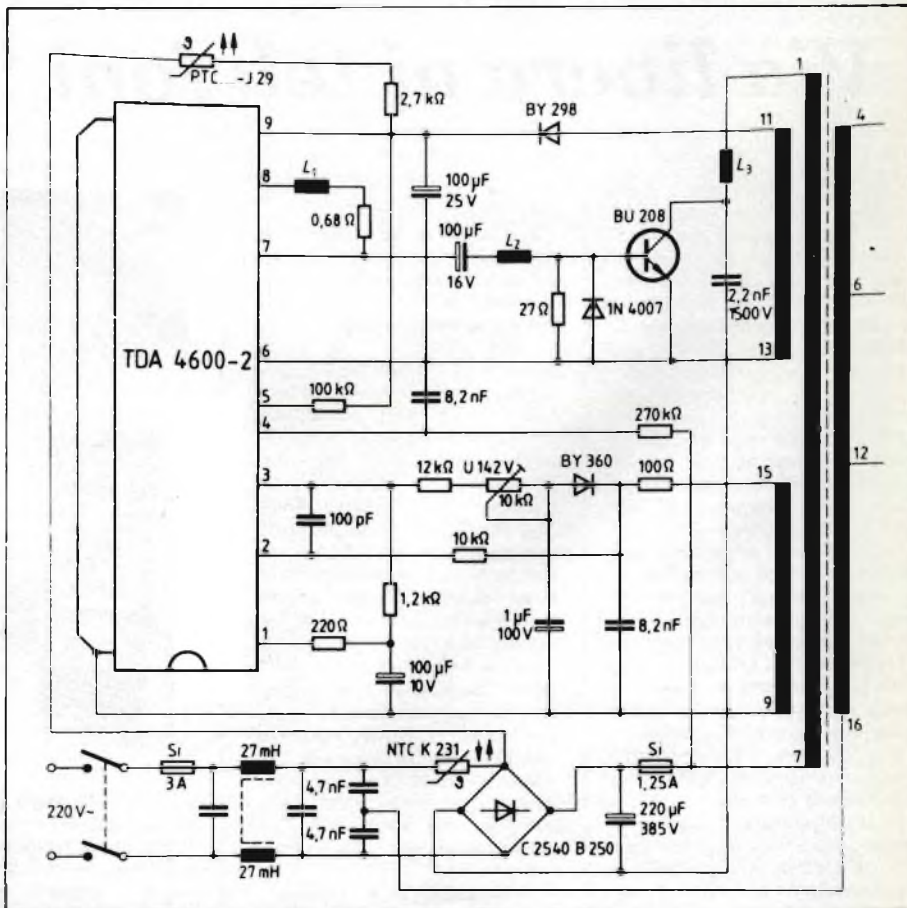 ϑ
PTC... -J 29
2,7 kΩ
BY 298
1
11
4
9
8
L₁
0,68 Ω
100 µF
25 V
7
100 µF
16 V
L₂
BU 208
L₃
27 Ω
1N 4007
2,2 nF
1500 V
6
TDA 4600-2
6
13
5
100 kΩ
8,2 nF
4
270 kΩ
12
3
12 kΩ
U 142 V
10 kΩ
BY 360
100 Ω
15
100 pF
2
10 kΩ
1,2 kΩ
1 µF
100 V
8,2 nF
1
220 Ω
100 µF
10 V
9
16
Si
3 A
27 mH
NTC K 231
ϑ
Si
1,25 A
7
220 V~
4,7 nF
4,7 nF
220 µF
385 V
C 2540 B 250
27 mH